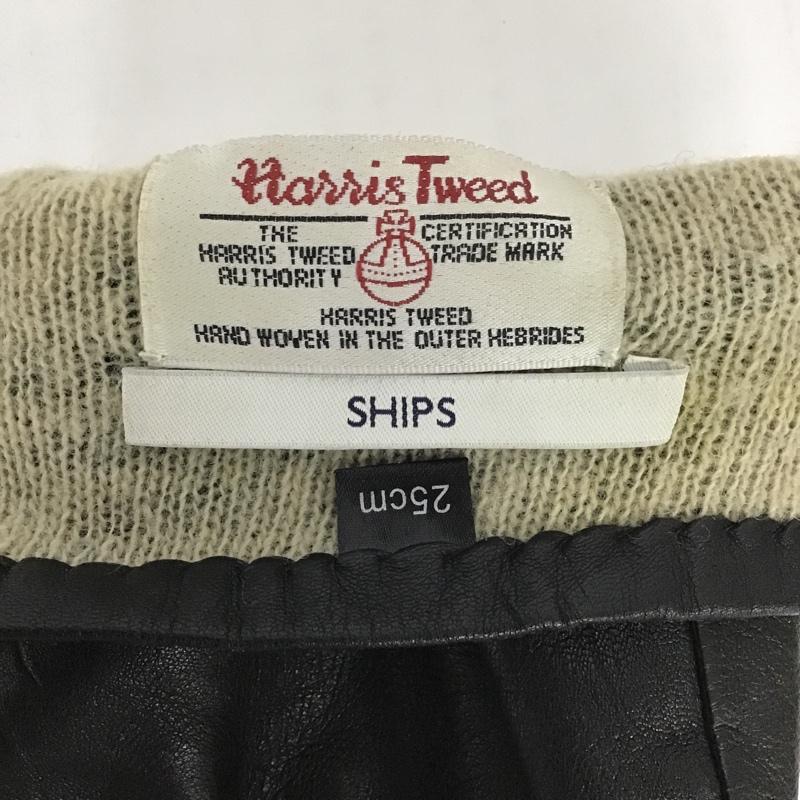 Harris Tweed
THE CERTIFICATION
HARRIS TWEED TRADE MARK
AUTHORITY
HARRIS TWEED
HAND WOVEN IN THE OUTER HEBRIDES
SHIPS
25cm